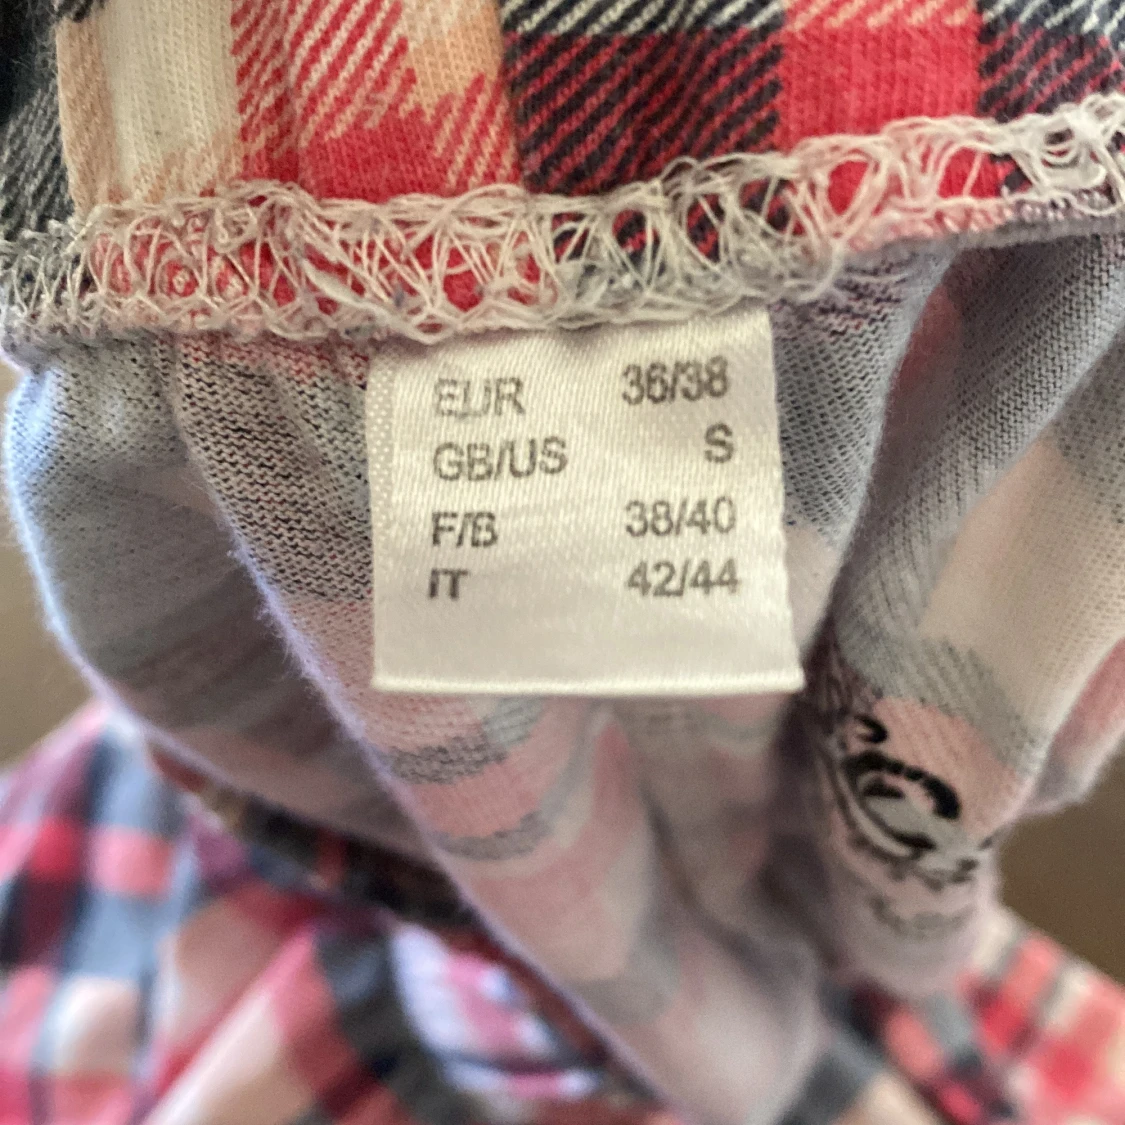 EUR 36/38
GB/US S
F/B 38/40
IT 42/44